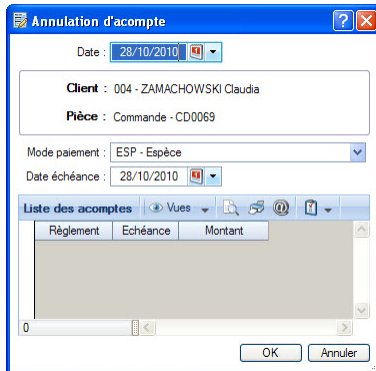 Annulation d'acompte
Date : 28/10/2010
Client : 004 - ZAMACHOWSKI Claudia
Pièce : Commande - CD0069
Mode paiement : ESP - Espèce
Date échéance : 28/10/2010
Liste des acomptes Vues
Règlement Echéance Montant
0
OK Annuler